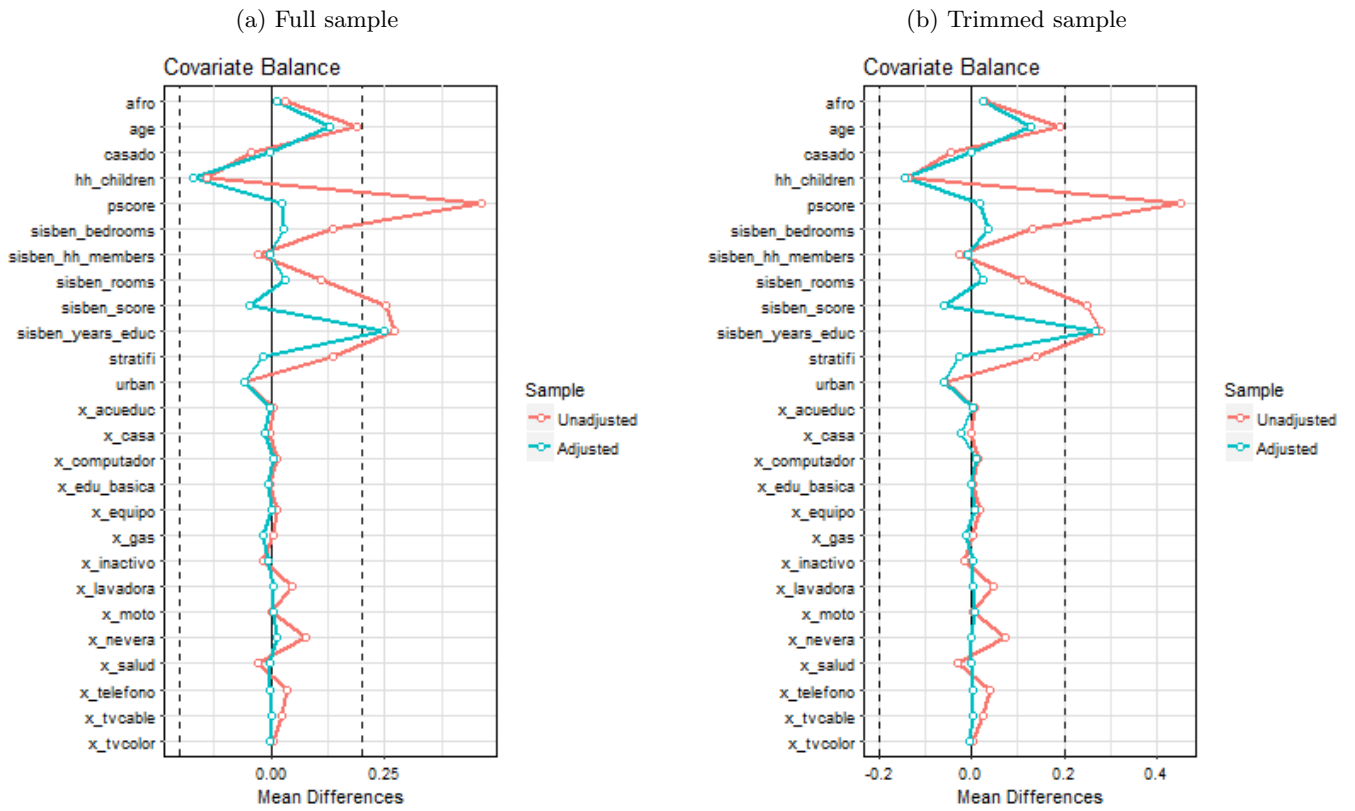 (a) Full sample
Covariate Balance
afro
age
casado
hh_children
pscore
sisben_bedrooms
sisben_hh_members
sisben_rooms
sisben_score
sisben_years_educ
stratifi
urban
x_acueduc
x_casa
x_computador
x_edu_basica
x_equipo
x_gas
x_inactivo
x_lavadora
x_moto
x_nevera
x_salud
x_telefono
x_tvcable
x_tvcolor
0.00 0.25
Mean Differences
Sample
Unadjusted
Adjusted
(b) Trimmed sample
Covariate Balance
afro
age
casado
hh_children
pscore
sisben_bedrooms
sisben_hh_members
sisben_rooms
sisben_score
sisben_years_educ
stratifi
urban
x_acueduc
x_casa
x_computador
x_edu_basica
x_equipo
x_gas
x_inactivo
x_lavadora
x_moto
x_nevera
x_salud
x_telefono
x_tvcable
x_tvcolor
-0.2 0.0 0.2 0.4
Mean Differences
Sample
Unadjusted
Adjusted